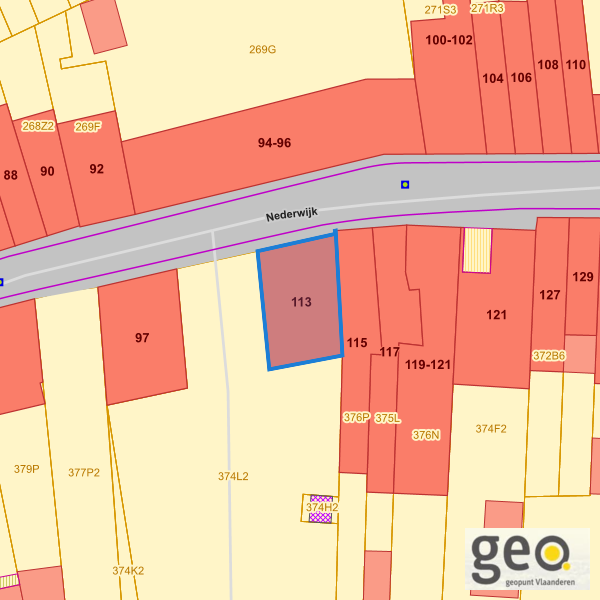 271S3
271R3
100-102
269G
108
110
104
106
268Z2
269F
94-96
90
92
88
Nederwijk
129
127
113
121
97
115
117
119-121
372B6
376P
375L
376N
374F2
379P
377P2
374L2
374H2
374K2
geo.
geopunt Vlaanderen